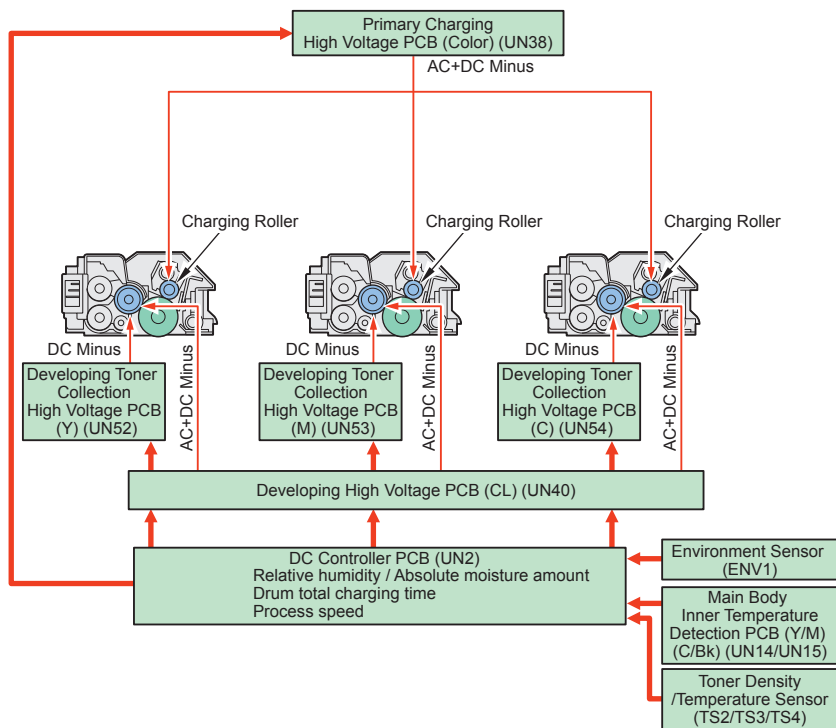 Primary Charging
High Voltage PCB (Color) (UN38)
AC+DC Minus
Charging Roller
Charging Roller
Charging Roller
DC Minus
DC Minus
DC Minus
Developing Toner
Collection
High Voltage PCB
(Y) (UN52)
AC+DC Minus
Developing Toner
Collection
High Voltage PCB
(M) (UN53)
AC+DC Minus
Developing Toner
Collection
High Voltage PCB
(C) (UN54)
AC+DC Minus
Developing High Voltage PCB (CL) (UN40)
DC Controller PCB (UN2)
Relative humidity / Absolute moisture amount
Drum total charging time
Process speed
Environment Sensor
(ENV1)
Main Body
Inner Temperature
Detection PCB (Y/M)
(C/Bk) (UN14/UN15)
Toner Density
/Temperature Sensor
(TS2/TS3/TS4)